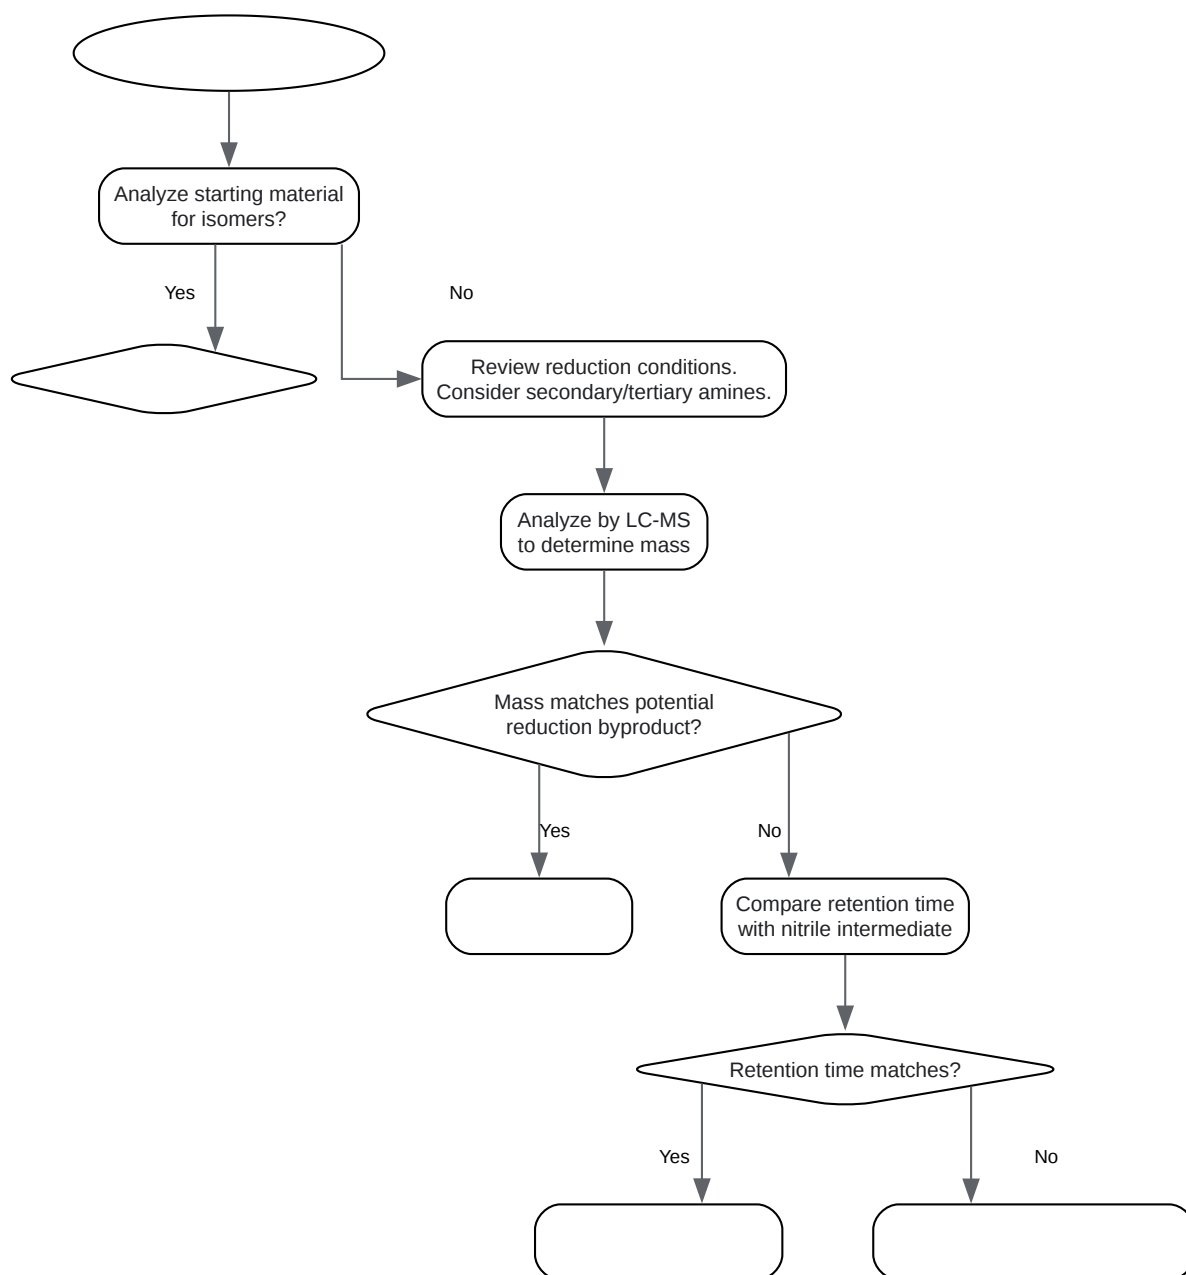 Analyze starting material
for isomers?
Yes
No
Review reduction conditions.
Consider secondary/tertiary amines.
Analyze by LC-MS
to determine mass
Mass matches potential
reduction byproduct?
Yes
No
Compare retention time
with nitrile intermediate
Retention time matches?
Yes
No